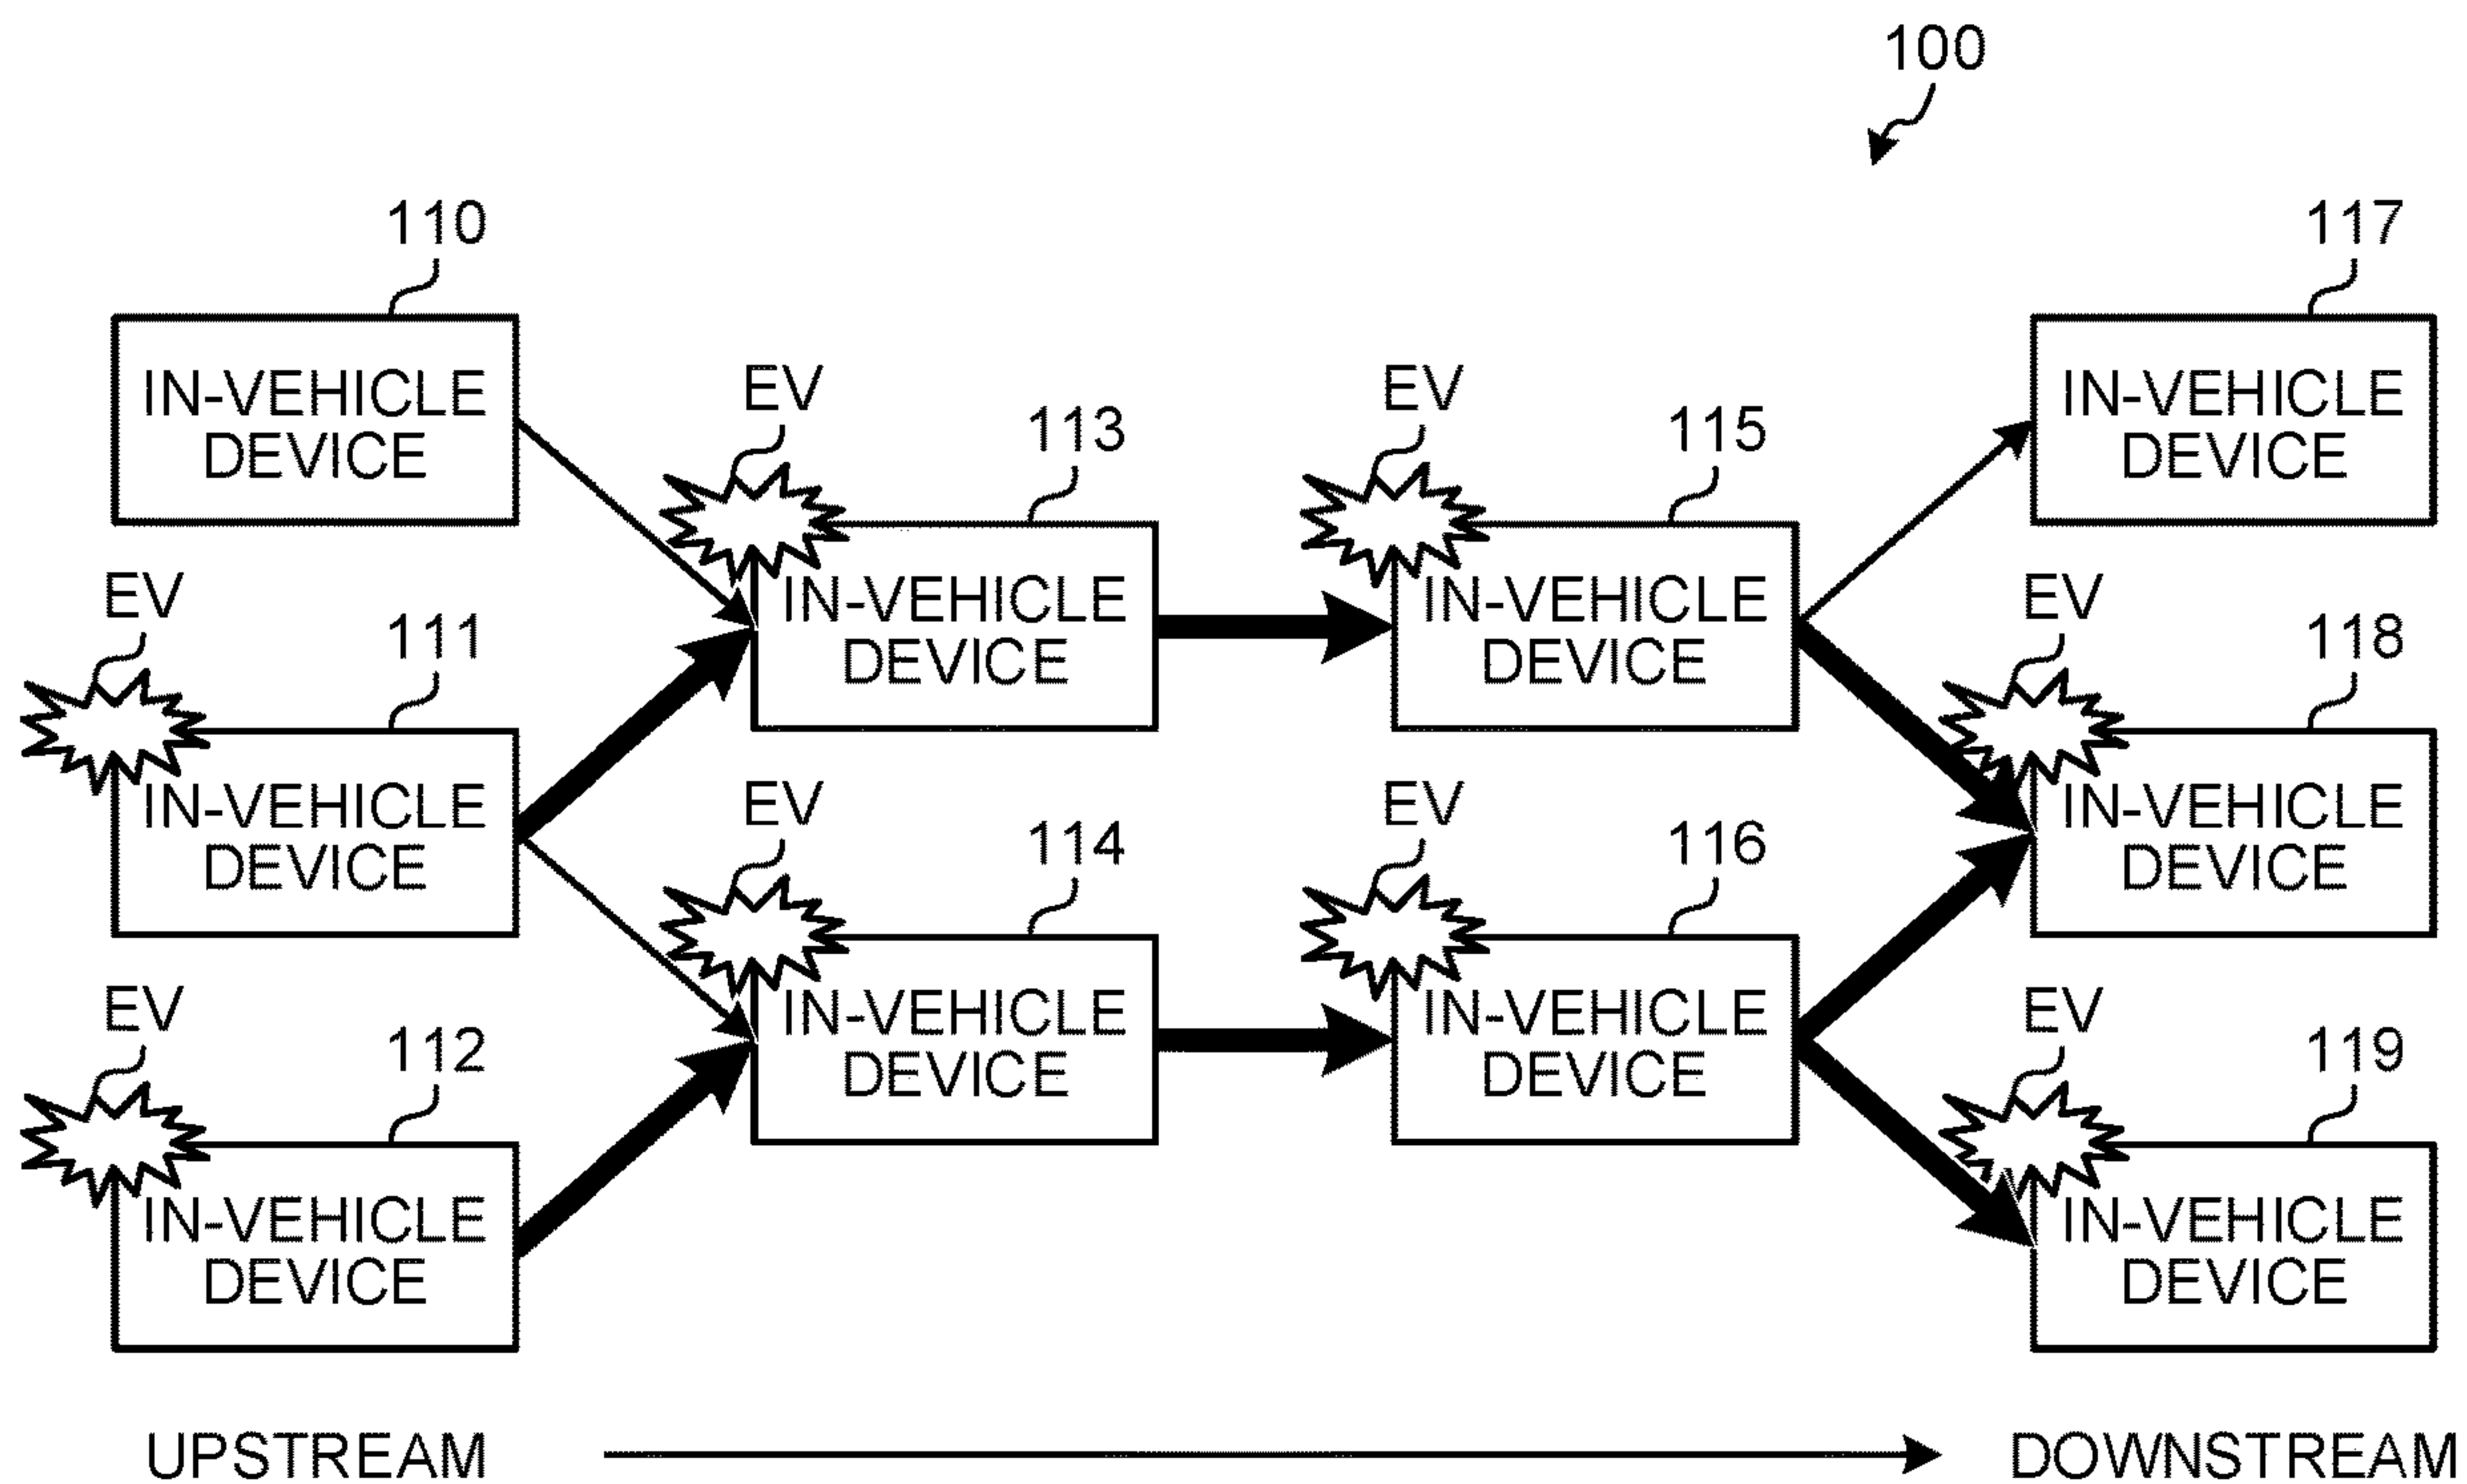 100
110
IN-VEHICLE
DEVICE
117
IN-VEHICLE
DEVICE
EV
113
IN-VEHICLE
DEVICE
EV
115
IN-VEHICLE
DEVICE
EV
111
IN-VEHICLE
DEVICE
EV
118
IN-VEHICLE
DEVICE
EV
114
IN-VEHICLE
DEVICE
EV
116
IN-VEHICLE
DEVICE
EV
112
IN-VEHICLE
DEVICE
EV
119
IN-VEHICLE
DEVICE
UPSTREAM
DOWNSTREAM